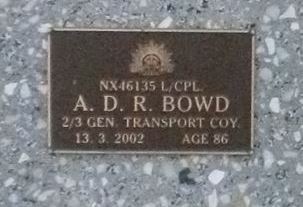 NX46135 L/CPL.
A. D. R. BOWD
2/3 GEN. TRANSPORT COY.
13. 3. 2002 AGE 86